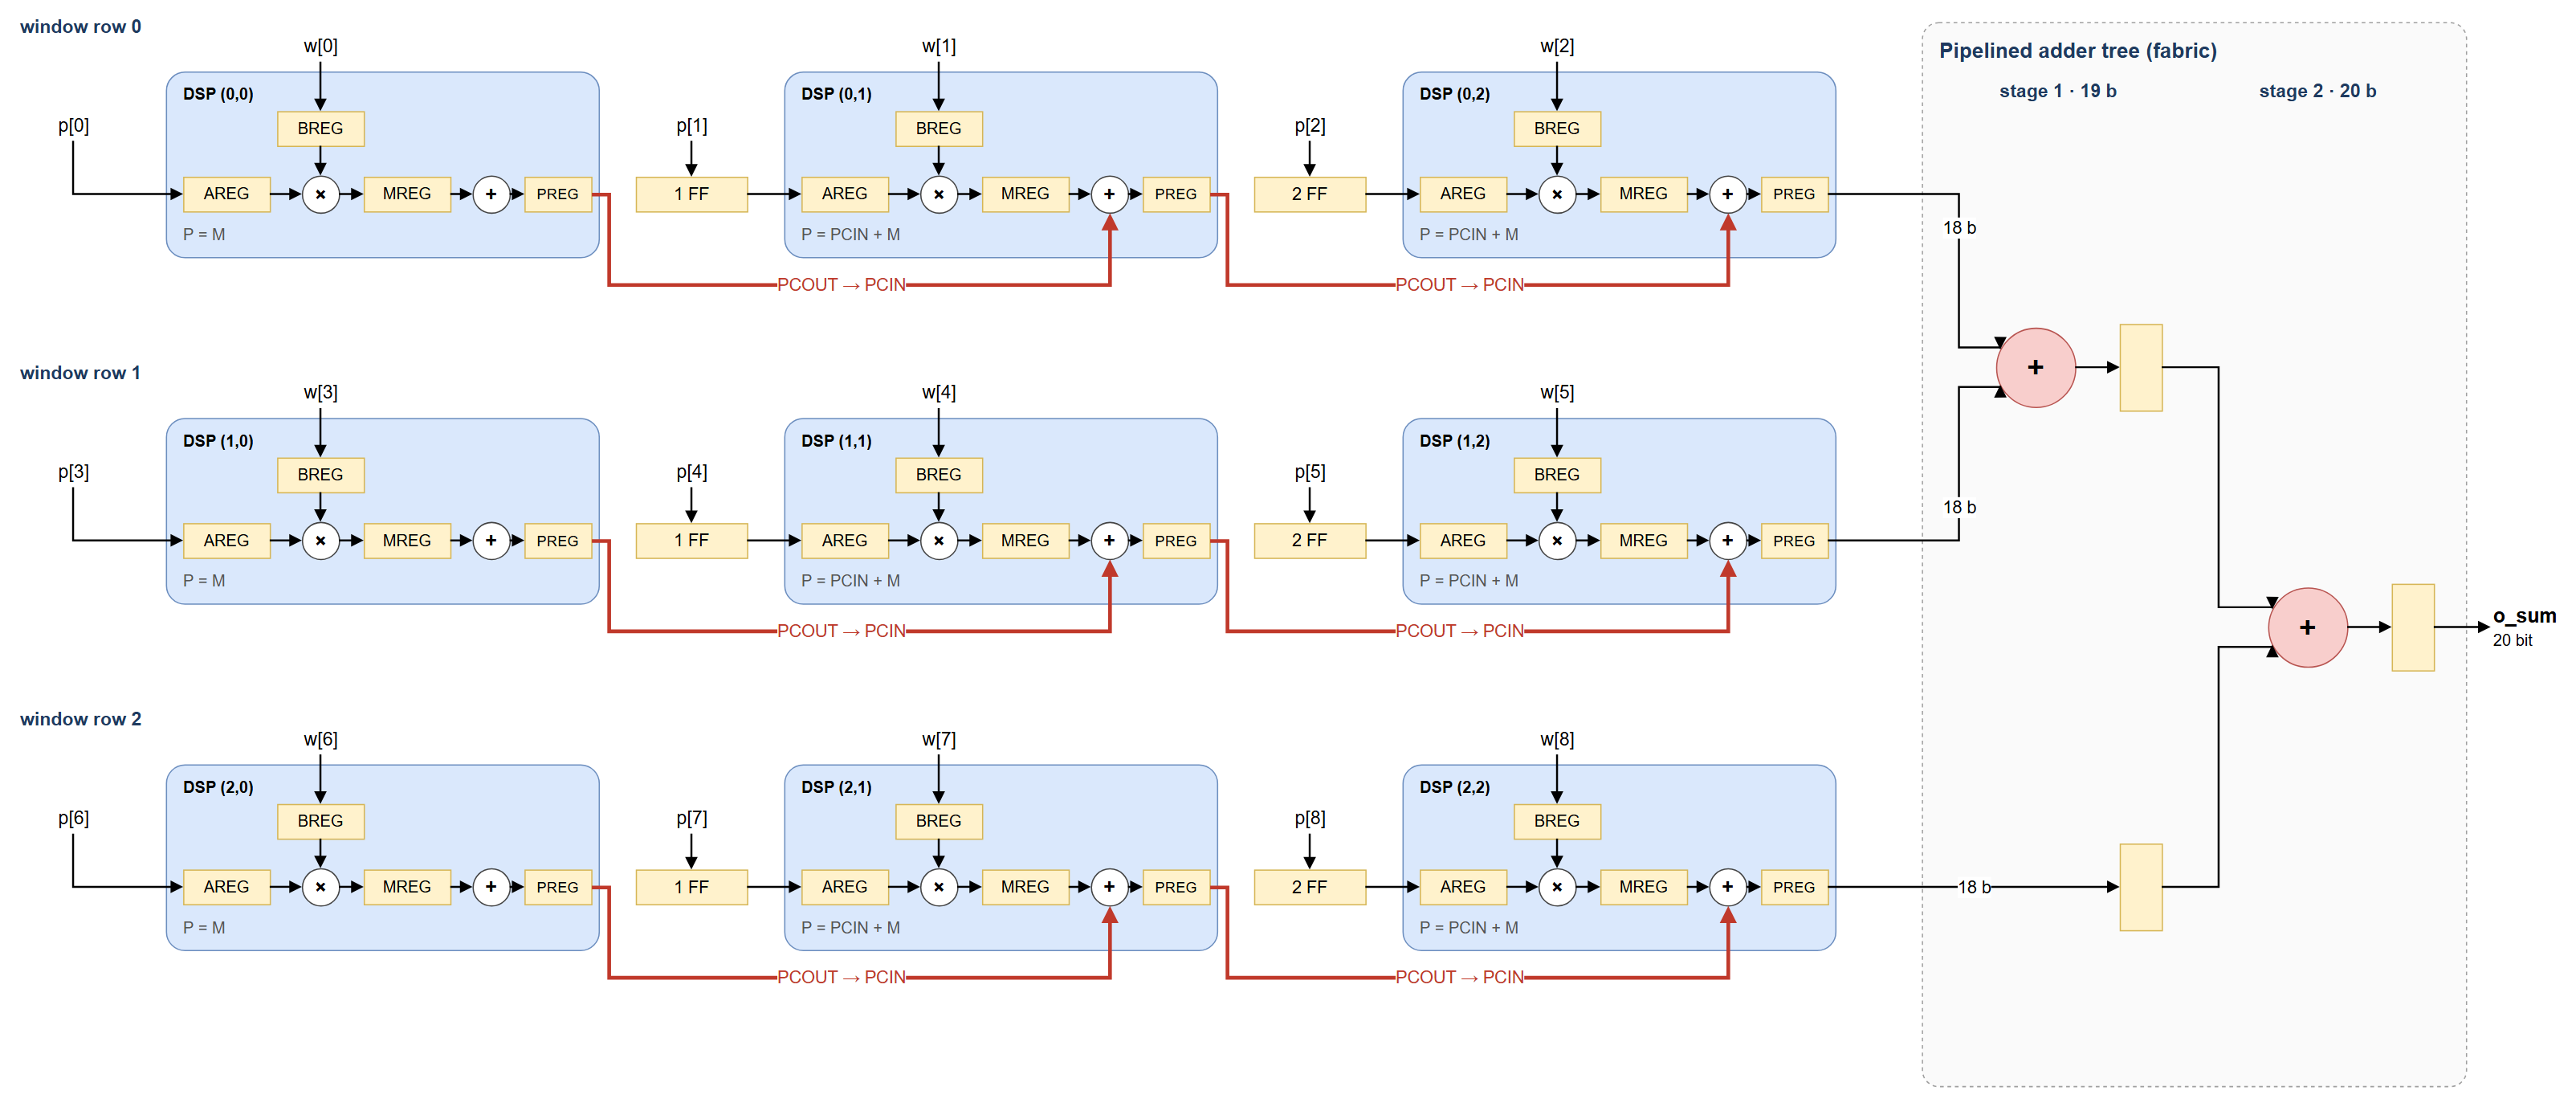 window row 0
w[0]
w[1]
w[2]
Pipelined adder tree (fabric)
stage 1 · 19 b
stage 2 · 20 b
DSP (0,0)
DSP (0,1)
DSP (0,2)
p[0]
BREG
p[1]
BREG
p[2]
BREG
AREG
×
MREG
+
PREG
1 FF
AREG
×
MREG
+
PREG
2 FF
AREG
×
MREG
+
PREG
P = M
P = PCIN + M
P = PCIN + M
18 b
PCOUT → PCIN
PCOUT → PCIN
+
window row 1
w[3]
w[4]
w[5]
DSP (1,0)
DSP (1,1)
DSP (1,2)
p[3]
BREG
p[4]
BREG
p[5]
BREG
18 b
AREG
×
MREG
+
PREG
1 FF
AREG
×
MREG
+
PREG
2 FF
AREG
×
MREG
+
PREG
P = M
P = PCIN + M
P = PCIN + M
PCOUT → PCIN
PCOUT → PCIN
+
o_sum
20 bit
window row 2
w[6]
w[7]
w[8]
DSP (2,0)
DSP (2,1)
DSP (2,2)
p[6]
BREG
p[7]
BREG
p[8]
BREG
AREG
×
MREG
+
PREG
1 FF
AREG
×
MREG
+
PREG
2 FF
AREG
×
MREG
+
PREG
18 b
P = M
P = PCIN + M
P = PCIN + M
PCOUT → PCIN
PCOUT → PCIN